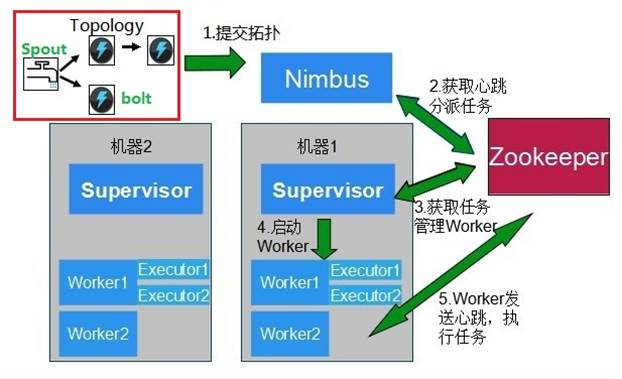 Topology
Spout
bolt
1.提交拓扑
Nimbus
2.获取心跳
分派任务
机器2
机器1
Zookeeper
Supervisor
Supervisor
3.获取任务
管理Worker
4.启动
Worker
Worker1
Executor1
Executor2
Worker2
Worker1
Executor1
Executor2
Worker2
5.Worker发
送心跳，执
行任务